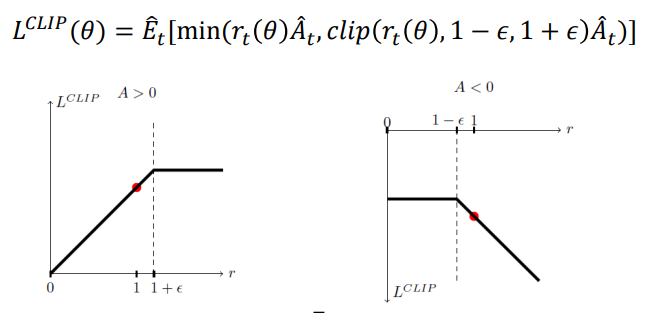 L^{CLIP}(θ) = Ê_t[min(r_t(θ)Â_t, clip(r_t(θ), 1 − ϵ, 1 + ϵ)Â_t)]
L^{CLIP} A > 0
0 1 1 + ϵ r
A < 0
0 1 − ϵ 1 r
L^{CLIP}